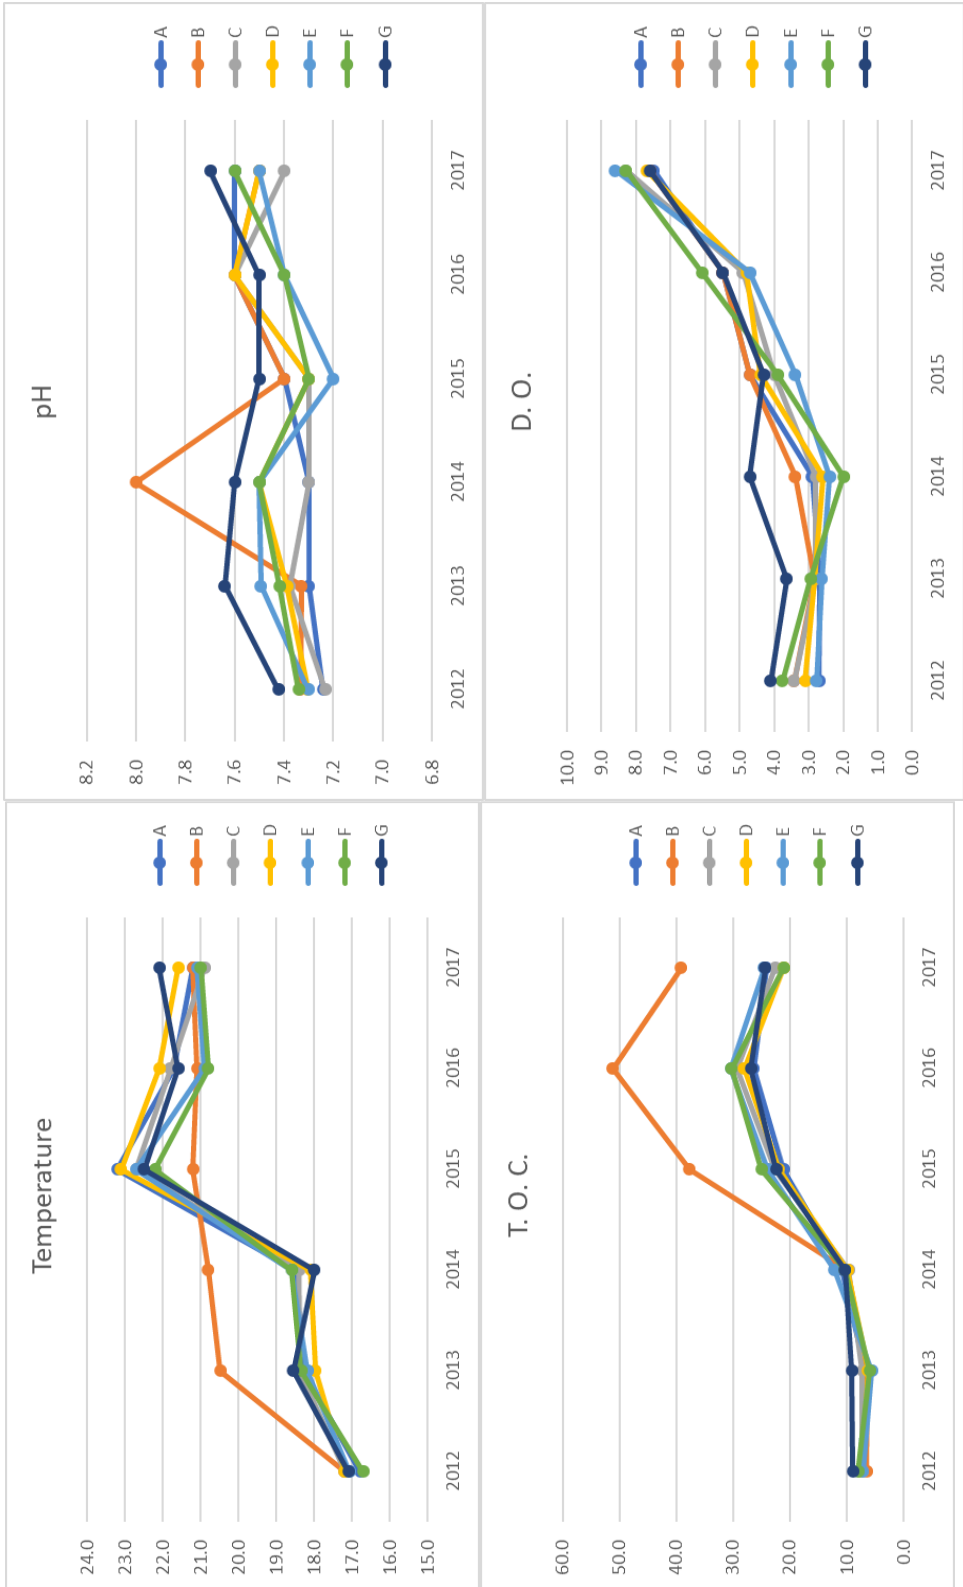 Temperature
24.0
23.0
22.0
21.0
20.0
19.0
18.0
17.0
16.0
15.0
2012 2013 2014 2015 2016 2017
A
B
C
D
E
F
G
pH
8.2
8.0
7.8
7.6
7.4
7.2
7.0
6.8
2012 2013 2014 2015 2016 2017
A
B
C
D
E
F
G
T. O. C.
60.0
50.0
40.0
30.0
20.0
10.0
0.0
2012 2013 2014 2015 2016 2017
A
B
C
D
E
F
G
D. O.
10.0
9.0
8.0
7.0
6.0
5.0
4.0
3.0
2.0
1.0
0.0
2012 2013 2014 2015 2016 2017
A
B
C
D
E
F
G